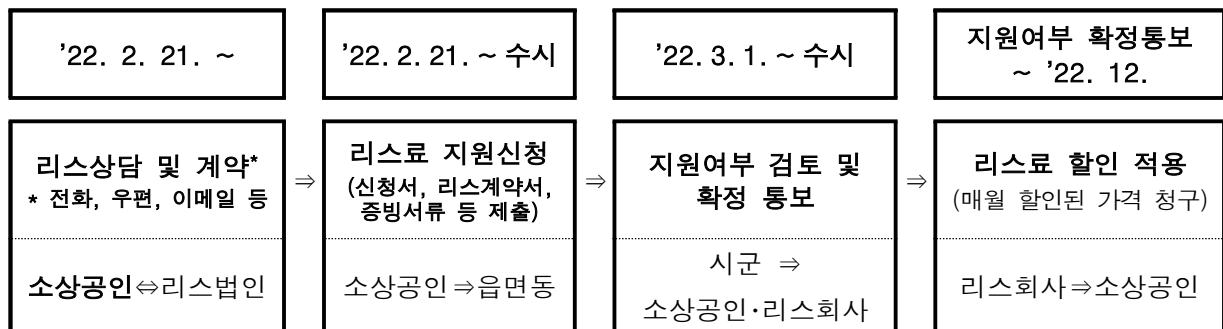 ’22. 2. 21. ~
’22. 2. 21. ~ 수시
’22. 3. 1. ~ 수시
지원여부 확정통보
~ ’22. 12.
리스상담 및 계약*
* 전화, 우편, 이메일 등
⇒
리스료 지원신청
(신청서, 리스계약서,
증빙서류 등 제출)
⇒
지원여부 검토 및
확정 통보
⇒
리스료 할인 적용
(매월 할인된 가격 청구)
소상공인⇔리스법인
소상공인⇒읍면동
시군 ⇒
소상공인·리스회사
리스회사⇒소상공인